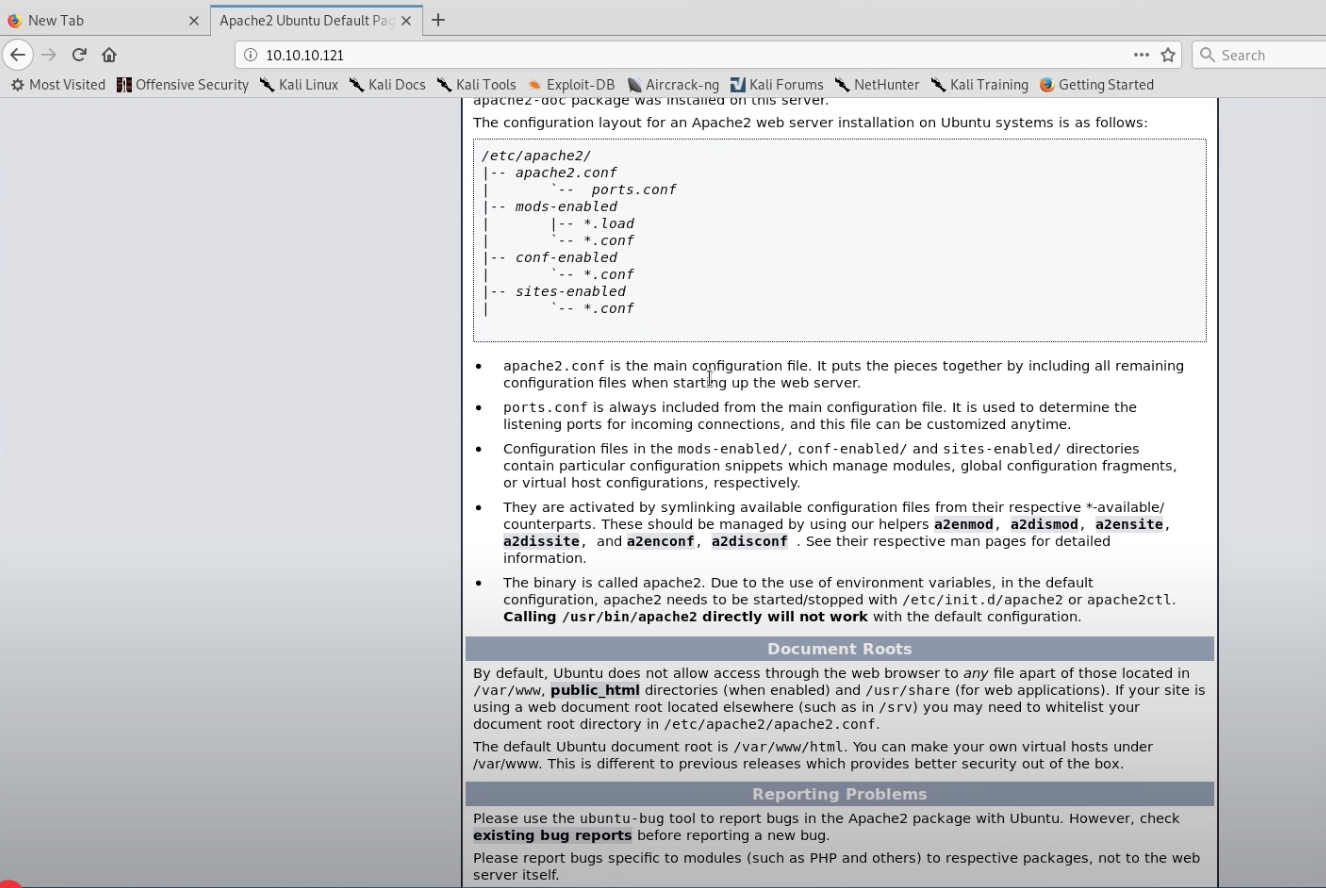 New Tab
Apache2 Ubuntu Default Pag
10.10.10.121
Search
Most Visited Offensive Security Kali Linux Kali Docs Kali Tools Exploit-DB Aircrack-ng Kali Forums NetHunter Kali Training Getting Started
apache2-doc package was installed on this server.
The configuration layout for an Apache2 web server installation on Ubuntu systems is as follows:
/etc/apache2/
|-- apache2.conf
|       `--  ports.conf
|-- mods-enabled
|       |-- *.load
|       `-- *.conf
|-- conf-enabled
|       `-- *.conf
|-- sites-enabled
|       `-- *.conf
• apache2.conf is the main configuration file. It puts the pieces together by including all remaining
configuration files when starting up the web server.
• ports.conf is always included from the main configuration file. It is used to determine the
listening ports for incoming connections, and this file can be customized anytime.
• Configuration files in the mods-enabled/, conf-enabled/ and sites-enabled/ directories
contain particular configuration snippets which manage modules, global configuration fragments,
or virtual host configurations, respectively.
• They are activated by symlinking available configuration files from their respective *-available/
counterparts. These should be managed by using our helpers a2enmod, a2dismod, a2ensite,
a2dissite, and a2enconf, a2disconf . See their respective man pages for detailed
information.
• The binary is called apache2. Due to the use of environment variables, in the default
configuration, apache2 needs to be started/stopped with /etc/init.d/apache2 or apache2ctl.
Calling /usr/bin/apache2 directly will not work with the default configuration.
Document Roots
By default, Ubuntu does not allow access through the web browser to any file apart of those located in
/var/www, public_html directories (when enabled) and /usr/share (for web applications). If your site is
using a web document root located elsewhere (such as in /srv) you may need to whitelist your
document root directory in /etc/apache2/apache2.conf.
The default Ubuntu document root is /var/www/html. You can make your own virtual hosts under
/var/www. This is different to previous releases which provides better security out of the box.
Reporting Problems
Please use the ubuntu-bug tool to report bugs in the Apache2 package with Ubuntu. However, check
existing bug reports before reporting a new bug.
Please report bugs specific to modules (such as PHP and others) to respective packages, not to the web
server itself.